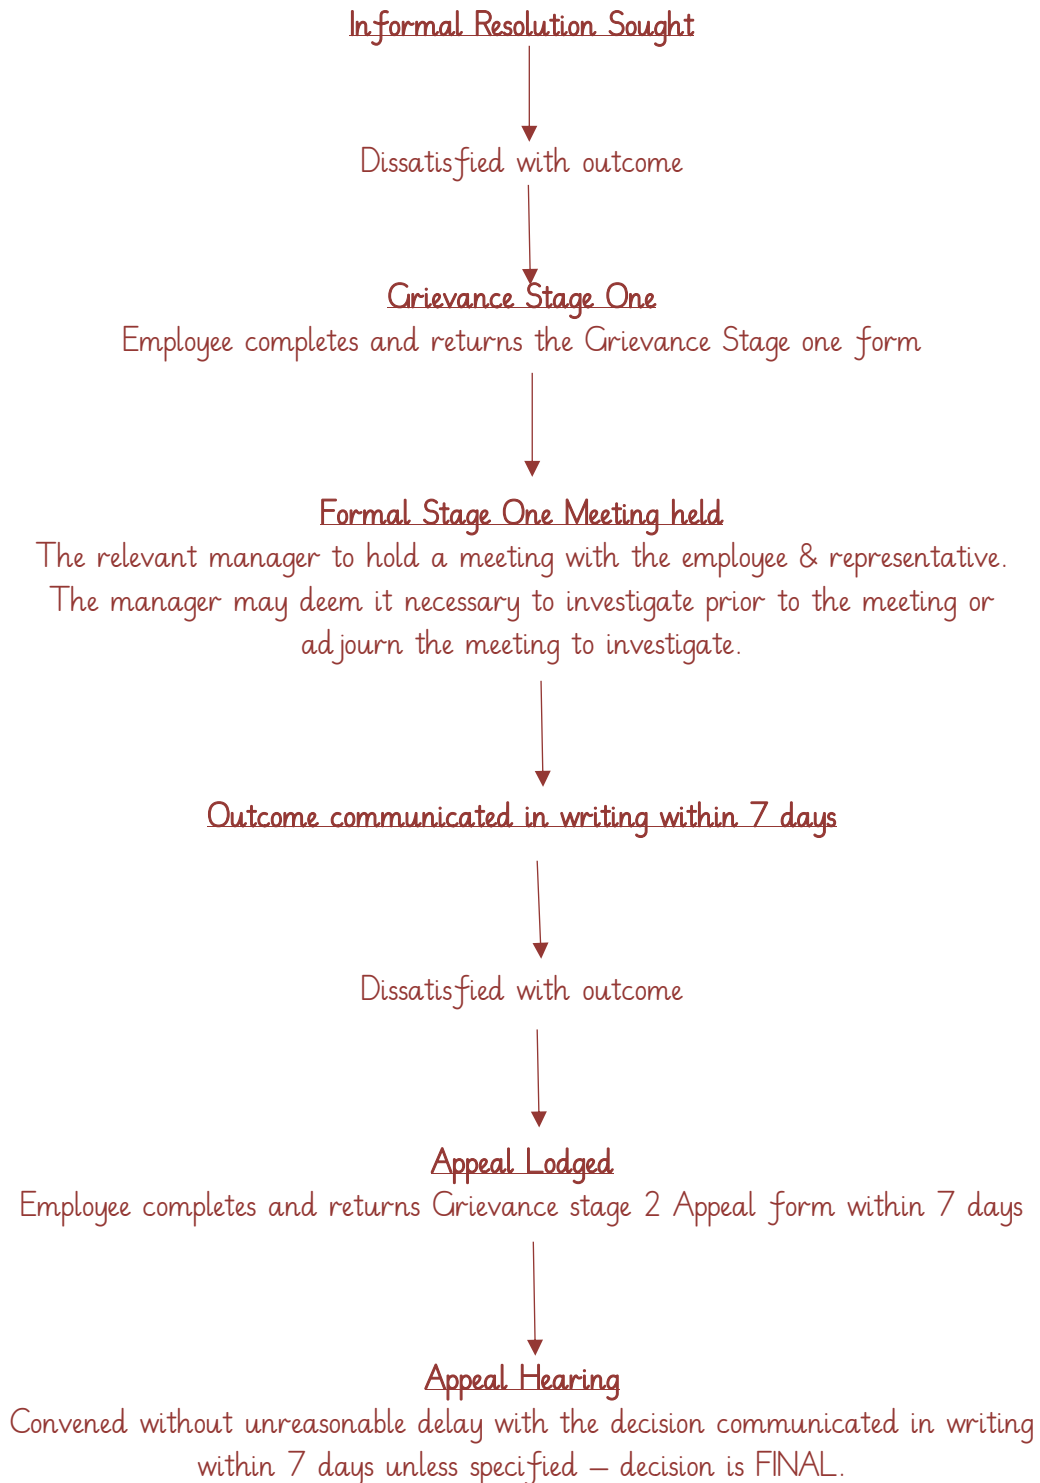 Informal Resolution Sought
Dissatisfied with outcome
Grievance Stage One
Employee completes and returns the Grievance Stage one form
Formal Stage One Meeting held
The relevant manager to hold a meeting with the employee & representative.
The manager may deem it necessary to investigate prior to the meeting or
adjourn the meeting to investigate.
Outcome communicated in writing within 7 days
Dissatisfied with outcome
Appeal Lodged
Employee completes and returns Grievance stage 2 Appeal form within 7 days
Appeal Hearing
Convened without unreasonable delay with the decision communicated in writing
within 7 days unless specified – decision is FINAL.